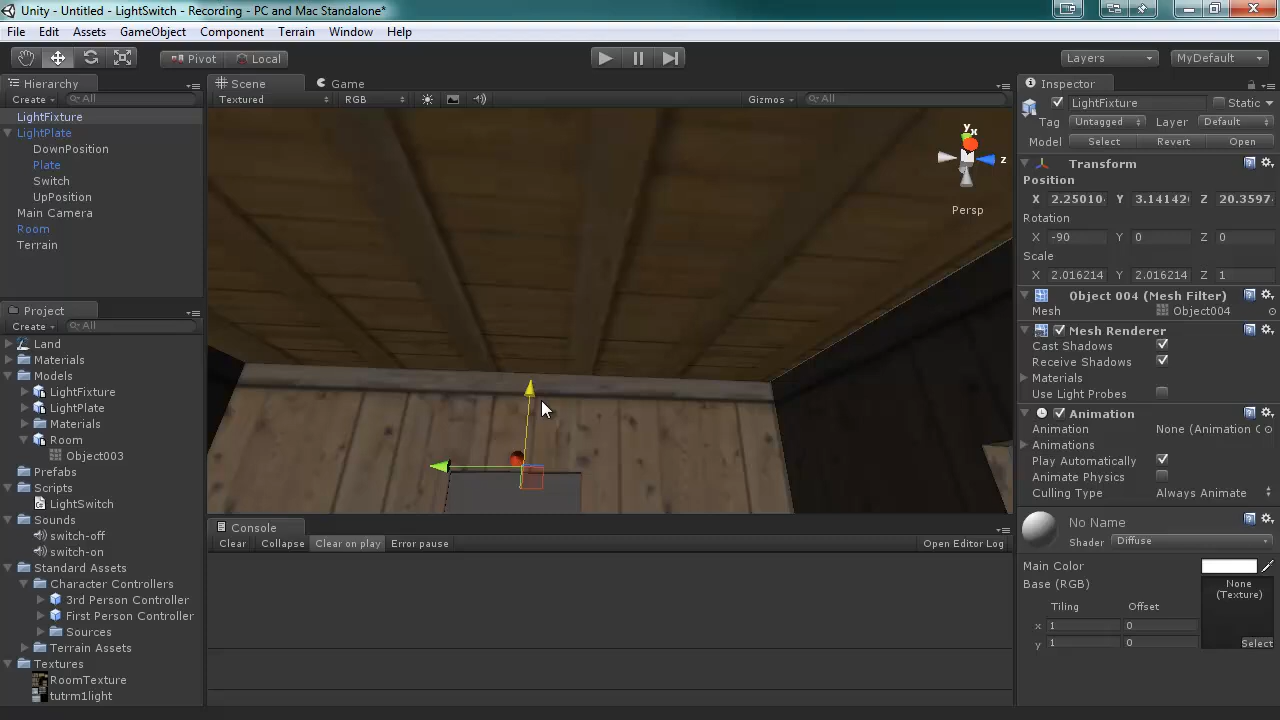 Unity - Untitled - LightSwitch - Recording - PC and Mac Standalone*
File Edit Assets GameObject Component Terrain Window Help
Pivot Local Layers MyDefault
Hierarchy
Create All
LightFixture
LightPlate
DownPosition
Plate
Switch
UpPosition
Main Camera
Room
Terrain
Project
Create All
Land
Materials
Models
LightFixture
LightPlate
Materials
Room
Object003
Prefabs
Scripts
LightSwitch
Sounds
switch-off
switch-on
Standard Assets
Character Controllers
3rd Person Controller
First Person Controller
Sources
Terrain Assets
Textures
RoomTexture
tutrm1light
Scene Game
Textured RGB Gizmos All
y x
z
Persp
Console
Clear Collapse Clear on play Error pause Open Editor Log
Inspector
LightFixture Static
Tag Untagged Layer Default
Model Select Revert Open
Transform
Position
X 2.25010 Y 3.14142 Z 20.3597
Rotation
X -90 Y 0 Z 0
Scale
X 2.016214 Y 2.016214 Z 1
Object 004 (Mesh Filter)
Mesh Object004
Mesh Renderer
Cast Shadows
Receive Shadows
Materials
Use Light Probes
Animation
Animation None (Animation C
Animations
Play Automatically
Animate Physics
Culling Type Always Animate
No Name
Shader Diffuse
Main Color
Base (RGB) None
(Texture)
Tiling Offset
x 1 0
y 1 0
Select